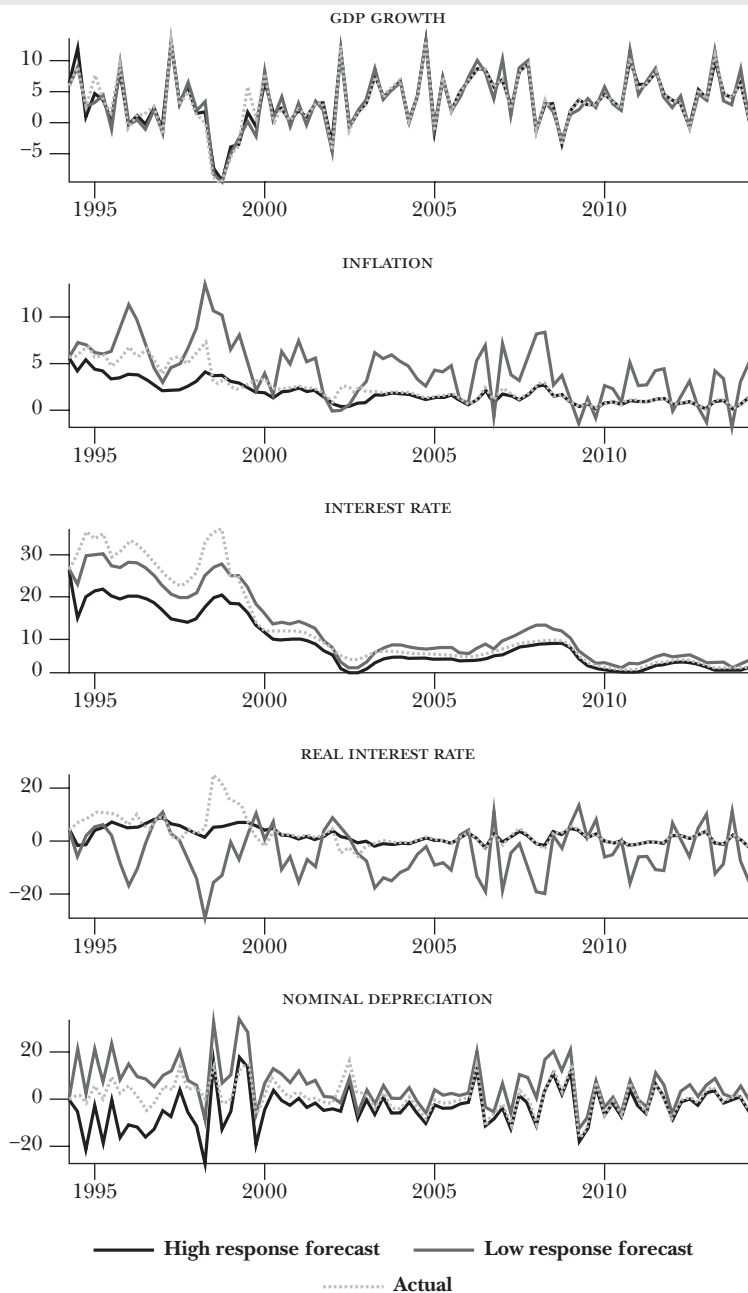 GDP GROWTH
10
5
0
−5
1995 2000 2005 2010
INFLATION
10
5
0
1995 2000 2005 2010
INTEREST RATE
30
20
10
0
1995 2000 2005 2010
REAL INTEREST RATE
20
0
−20
1995 2000 2005 2010
NOMINAL DEPRECIATION
20
0
−20
1995 2000 2005 2010
High response forecast Low response forecast
Actual